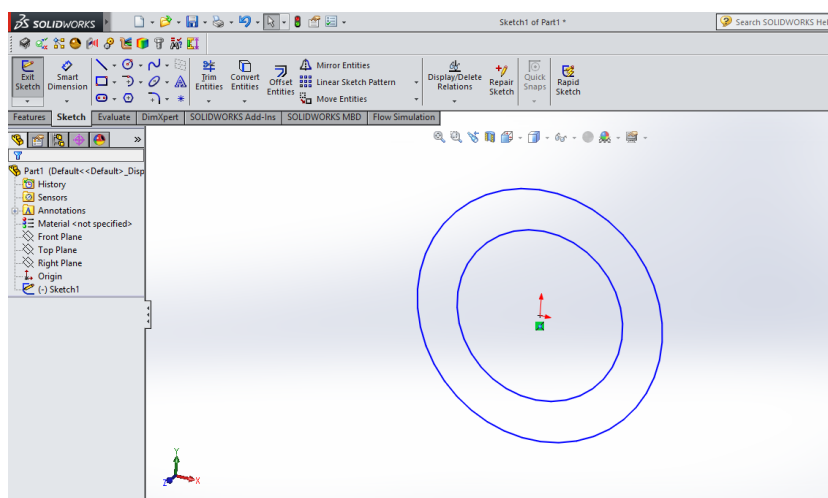 SOLIDWORKS
Sketch1 of Part1 *
Search SOLIDWORKS Hel
Exit Sketch
Smart Dimension
Trim Entities
Convert Entities
Offset Entities
Mirror Entities
Linear Sketch Pattern
Move Entities
Display/Delete Relations
Repair Sketch
Quick Snaps
Rapid Sketch
Features Sketch Evaluate DimXpert SOLIDWORKS Add-Ins SOLIDWORKS MBD Flow Simulation
Part1 (Default<<Default>_Disp
History
Sensors
Annotations
Material <not specified>
Front Plane
Top Plane
Right Plane
Origin
(-) Sketch1
Y
Z
X